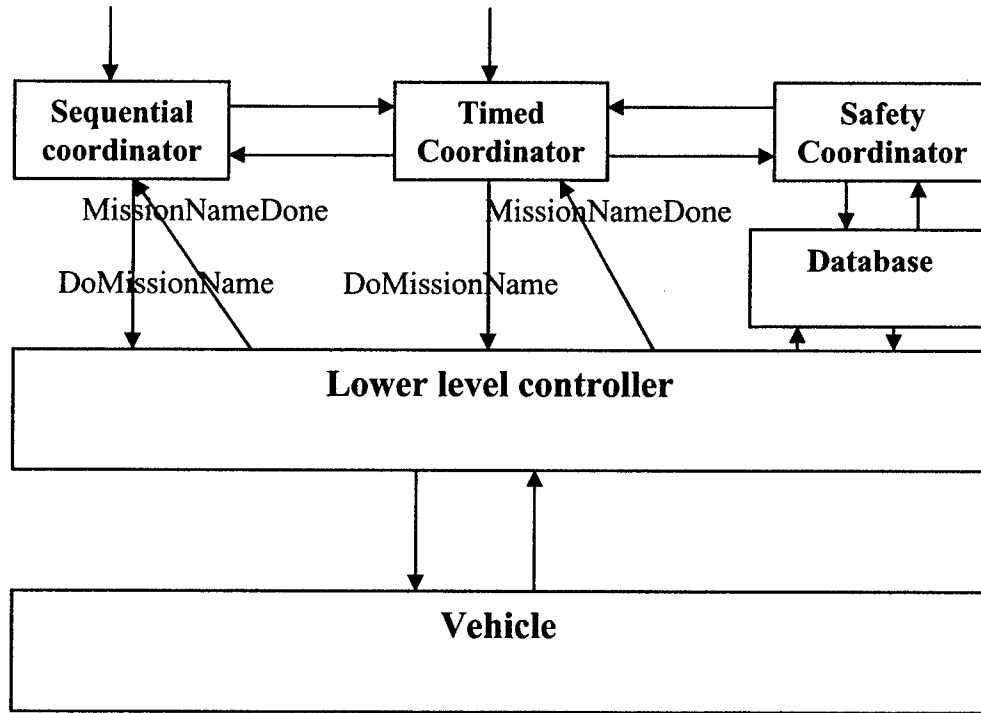 Sequential
coordinator
Timed
Coordinator
Safety
Coordinator
MissionNameDone
MissionNameDone
DoMissionName
DoMissionName
Database
Lower level controller
Vehicle